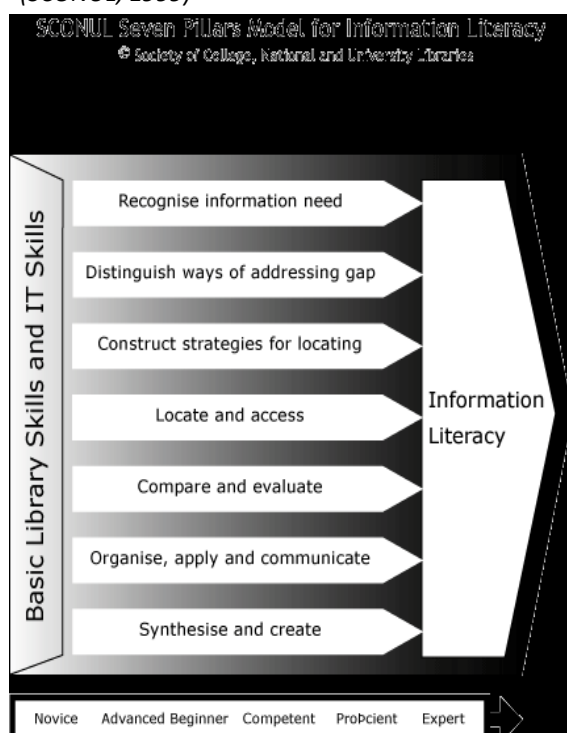 (SCONUL, 1999)
SCONUL Seven Pillars Model for Information Literacy
© Society of College, National and University Libraries
Basic Library Skills and IT Skills
Recognise information need
Distinguish ways of addressing gap
Construct strategies for locating
Locate and access
Compare and evaluate
Organise, apply and communicate
Synthesise and create
Information
Literacy
Novice Advanced Beginner Competent ProÞcient Expert